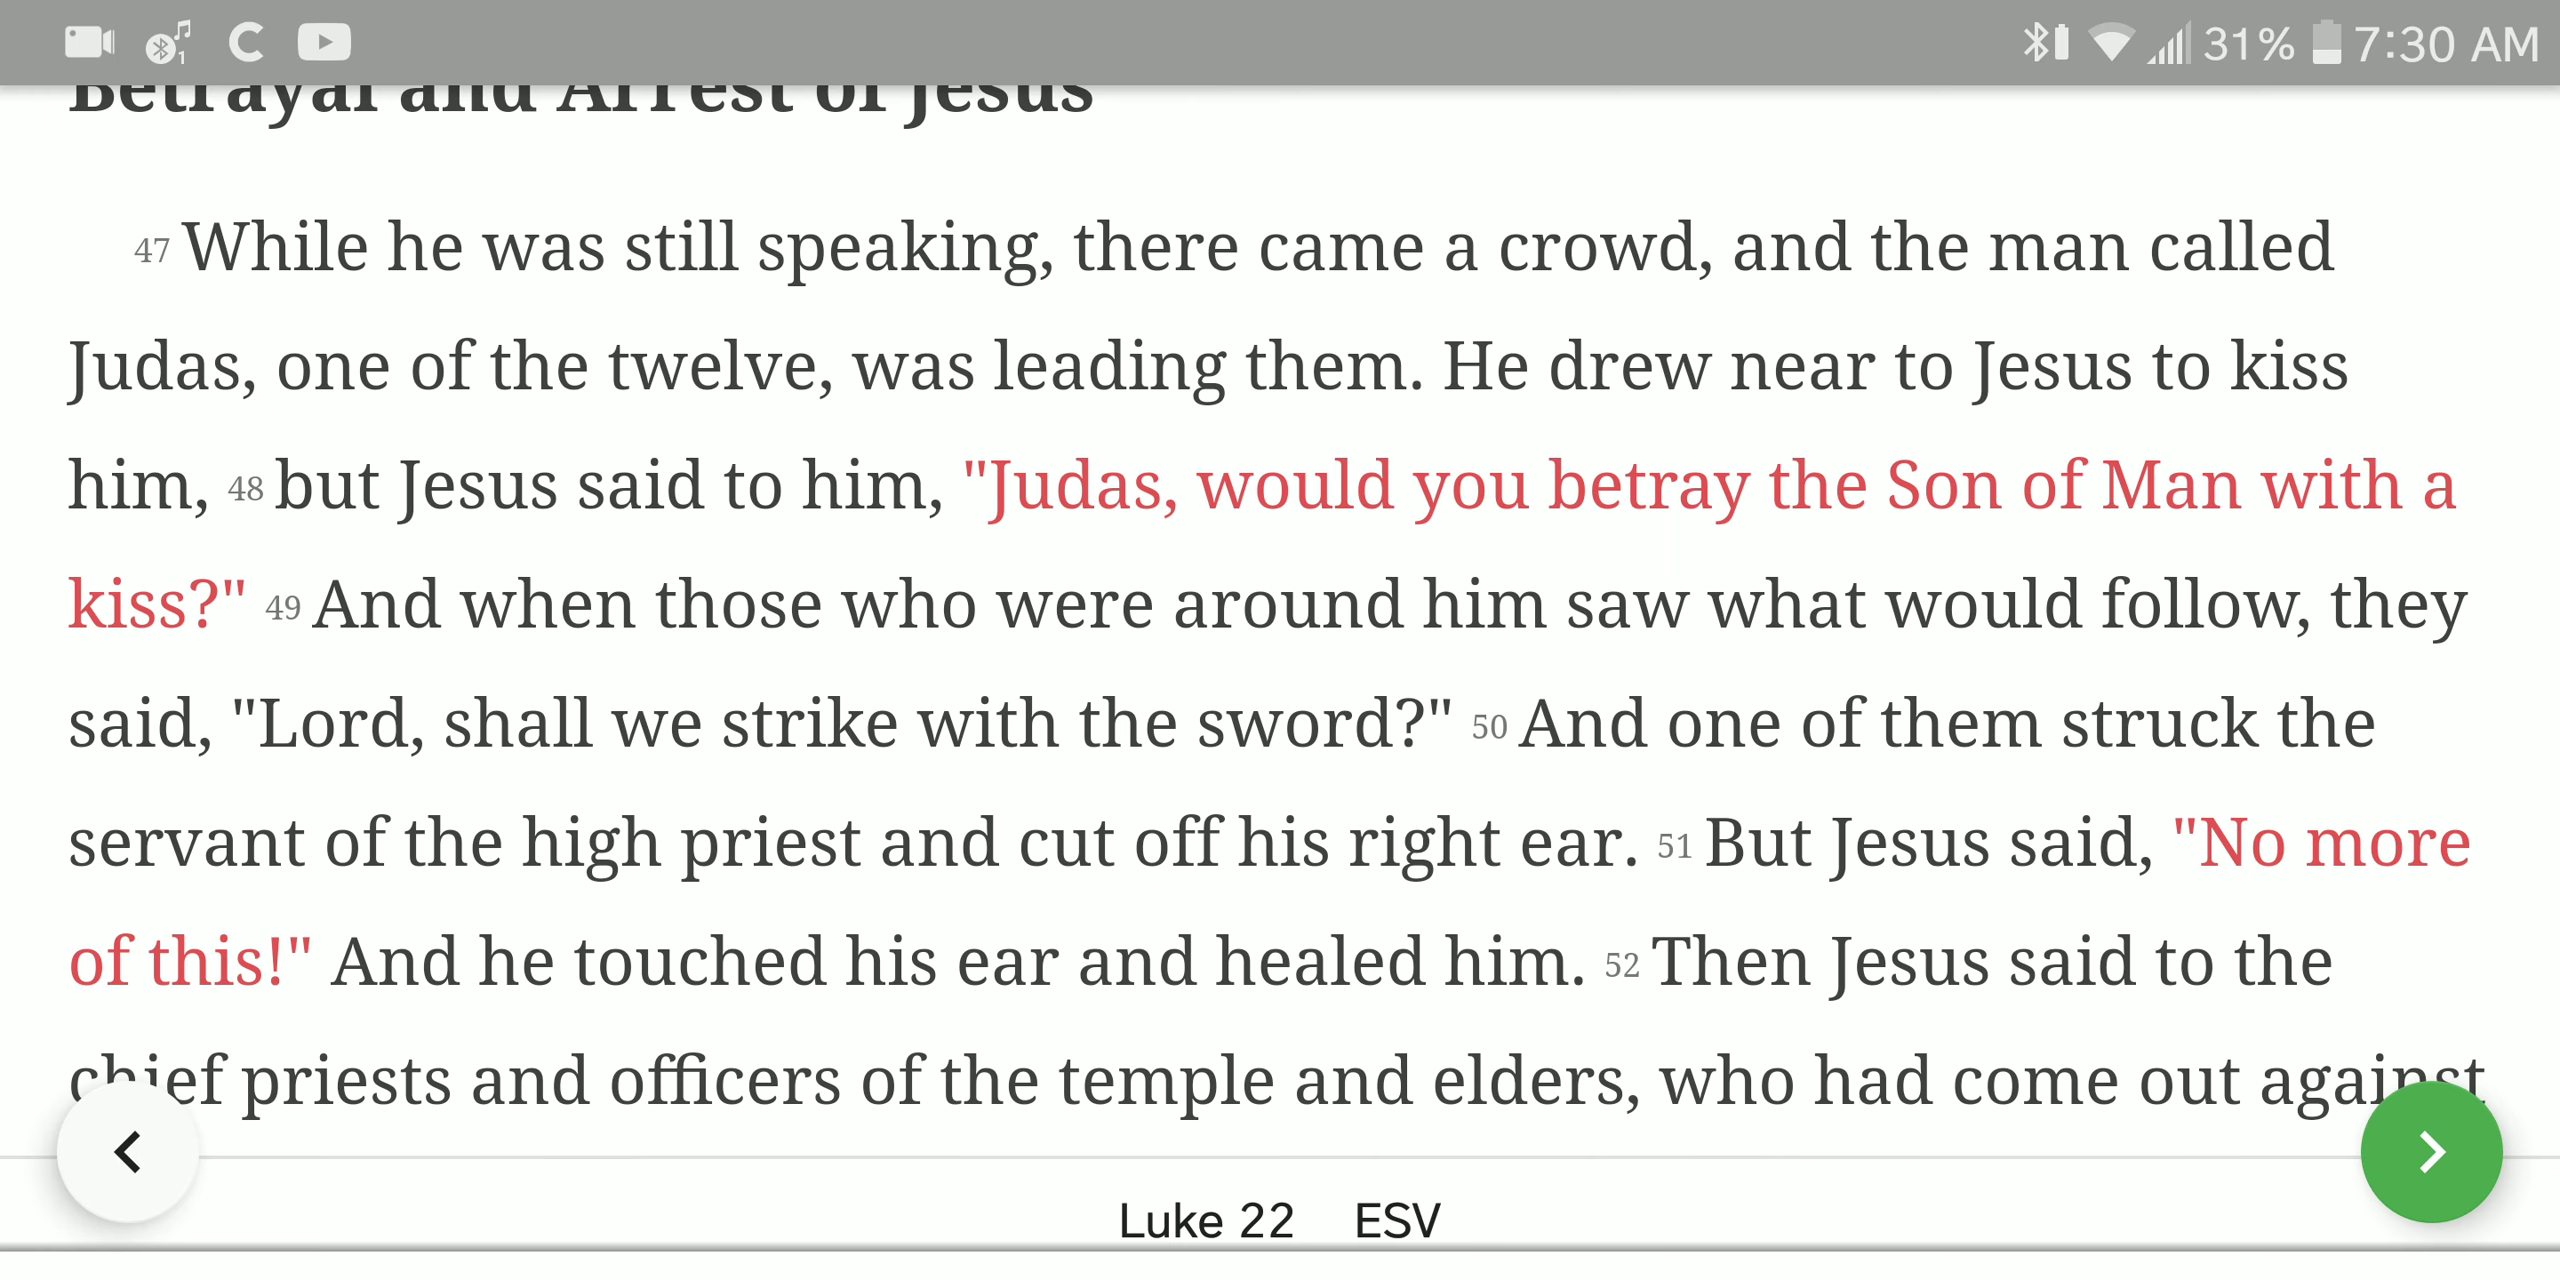 31% 7:30 AM
Betrayal and Arrest of Jesus
47 While he was still speaking, there came a crowd, and the man called
Judas, one of the twelve, was leading them. He drew near to Jesus to kiss
him, 48 but Jesus said to him, "Judas, would you betray the Son of Man with a
kiss?" 49 And when those who were around him saw what would follow, they
said, "Lord, shall we strike with the sword?" 50 And one of them struck the
servant of the high priest and cut off his right ear. 51 But Jesus said, "No more
of this!" And he touched his ear and healed him. 52 Then Jesus said to the
chief priests and officers of the temple and elders, who had come out against
Luke 22 ESV